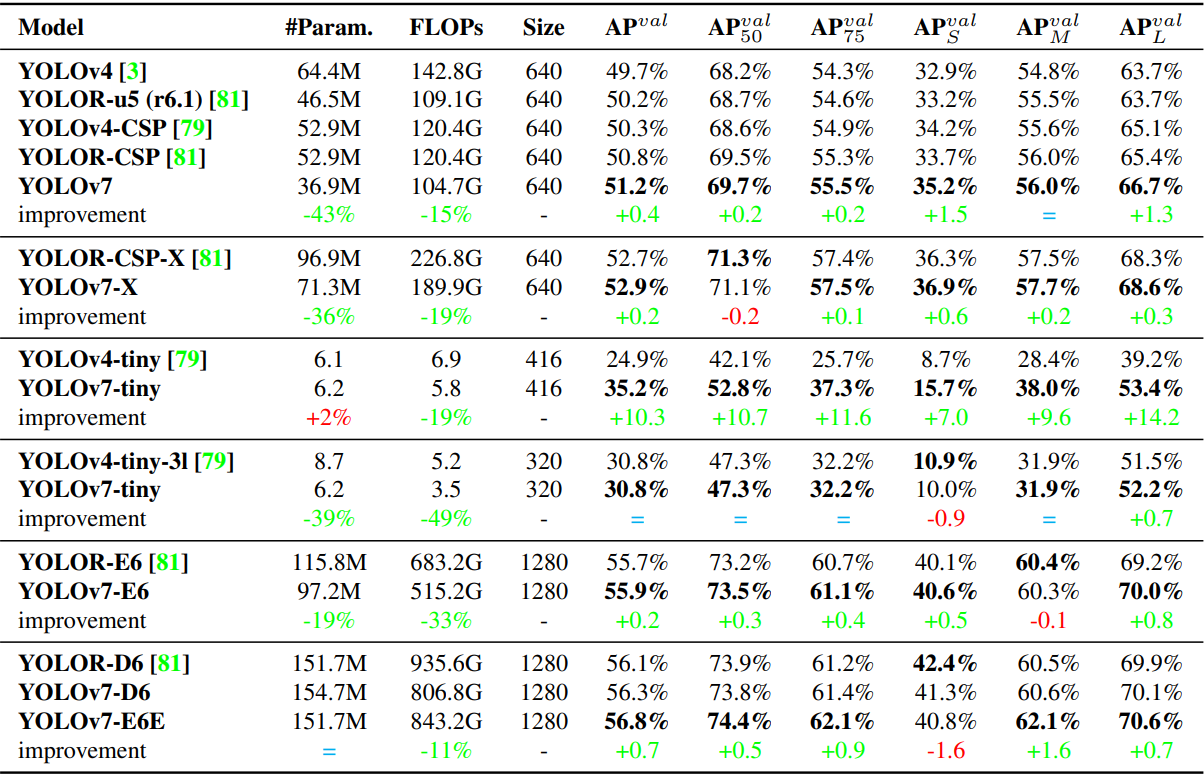 Model #Param. FLOPs Size AP^{val} AP^{val}_{50} AP^{val}_{75} AP^{val}_{S} AP^{val}_{M} AP^{val}_{L}
YOLOv4 [3] 64.4M 142.8G 640 49.7% 68.2% 54.3% 32.9% 54.8% 63.7%
YOLOR-u5 (r6.1) [81] 46.5M 109.1G 640 50.2% 68.7% 54.6% 33.2% 55.5% 63.7%
YOLOv4-CSP [79] 52.9M 120.4G 640 50.3% 68.6% 54.9% 34.2% 55.6% 65.1%
YOLOR-CSP [81] 52.9M 120.4G 640 50.8% 69.5% 55.3% 33.7% 56.0% 65.4%
YOLOv7 36.9M 104.7G 640 51.2% 69.7% 55.5% 35.2% 56.0% 66.7%
improvement -43% -15% - +0.4 +0.2 +0.2 +1.5 = +1.3
YOLOR-CSP-X [81] 96.9M 226.8G 640 52.7% 71.3% 57.4% 36.3% 57.5% 68.3%
YOLOv7-X 71.3M 189.9G 640 52.9% 71.1% 57.5% 36.9% 57.7% 68.6%
improvement -36% -19% - +0.2 -0.2 +0.1 +0.6 +0.2 +0.3
YOLOv4-tiny [79] 6.1 6.9 416 24.9% 42.1% 25.7% 8.7% 28.4% 39.2%
YOLOv7-tiny 6.2 5.8 416 35.2% 52.8% 37.3% 15.7% 38.0% 53.4%
improvement +2% -19% - +10.3 +10.7 +11.6 +7.0 +9.6 +14.2
YOLOv4-tiny-3l [79] 8.7 5.2 320 30.8% 47.3% 32.2% 10.9% 31.9% 51.5%
YOLOv7-tiny 6.2 3.5 320 30.8% 47.3% 32.2% 10.0% 31.9% 52.2%
improvement -39% -49% - = = = -0.9 = +0.7
YOLOR-E6 [81] 115.8M 683.2G 1280 55.7% 73.2% 60.7% 40.1% 60.4% 69.2%
YOLOv7-E6 97.2M 515.2G 1280 55.9% 73.5% 61.1% 40.6% 60.3% 70.0%
improvement -19% -33% - +0.2 +0.3 +0.4 +0.5 -0.1 +0.8
YOLOR-D6 [81] 151.7M 935.6G 1280 56.1% 73.9% 61.2% 42.4% 60.5% 69.9%
YOLOv7-D6 154.7M 806.8G 1280 56.3% 73.8% 61.4% 41.3% 60.6% 70.1%
YOLOv7-E6E 151.7M 843.2G 1280 56.8% 74.4% 62.1% 40.8% 62.1% 70.6%
improvement = -11% - +0.7 +0.5 +0.9 -1.6 +1.6 +0.7